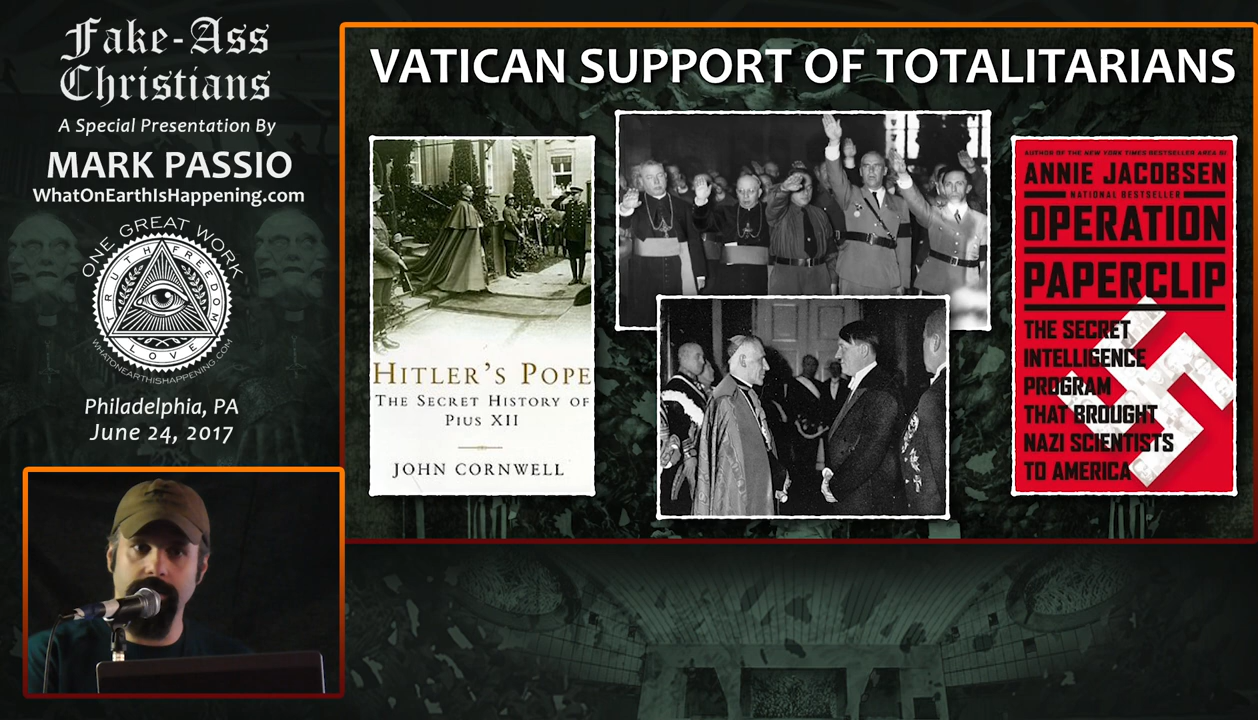 Fake-Ass
Christians
A Special Presentation By
MARK PASSIO
WhatOnEarthIsHappening.com
ONE GREAT WORK
TRUTH FREEDOM
LOVE
WHATONEARTHISHAPPENING.COM
Philadelphia, PA
June 24, 2017
VATICAN SUPPORT OF TOTALITARIANS
HITLER'S POPE
THE SECRET HISTORY OF
PIUS XII
JOHN CORNWELL
AUTHOR OF THE NEW YORK TIMES BESTSELLER AREA 51
ANNIE JACOBSEN
NATIONAL BESTSELLER
OPERATION
PAPERCLIP
THE SECRET
INTELLIGENCE
PROGRAM
THAT BROUGHT
NAZI SCIENTISTS
TO AMERICA